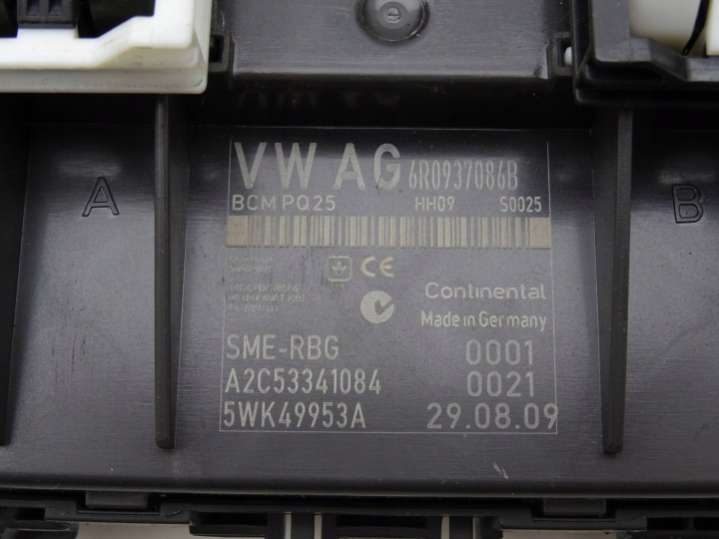 VW AG 6R0937086B
BCM PQ25 HH09 S0025
A
B
CE
Continental
Made in Germany
SME-RBG 0001
A2C53341084 0021
5WK49953A 29.08.09